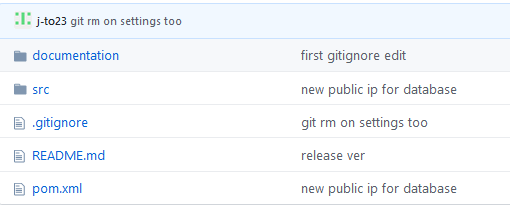 j-to23 git rm on settings too
documentation first gitignore edit
src new public ip for database
.gitignore git rm on settings too
README.md release ver
pom.xml new public ip for database